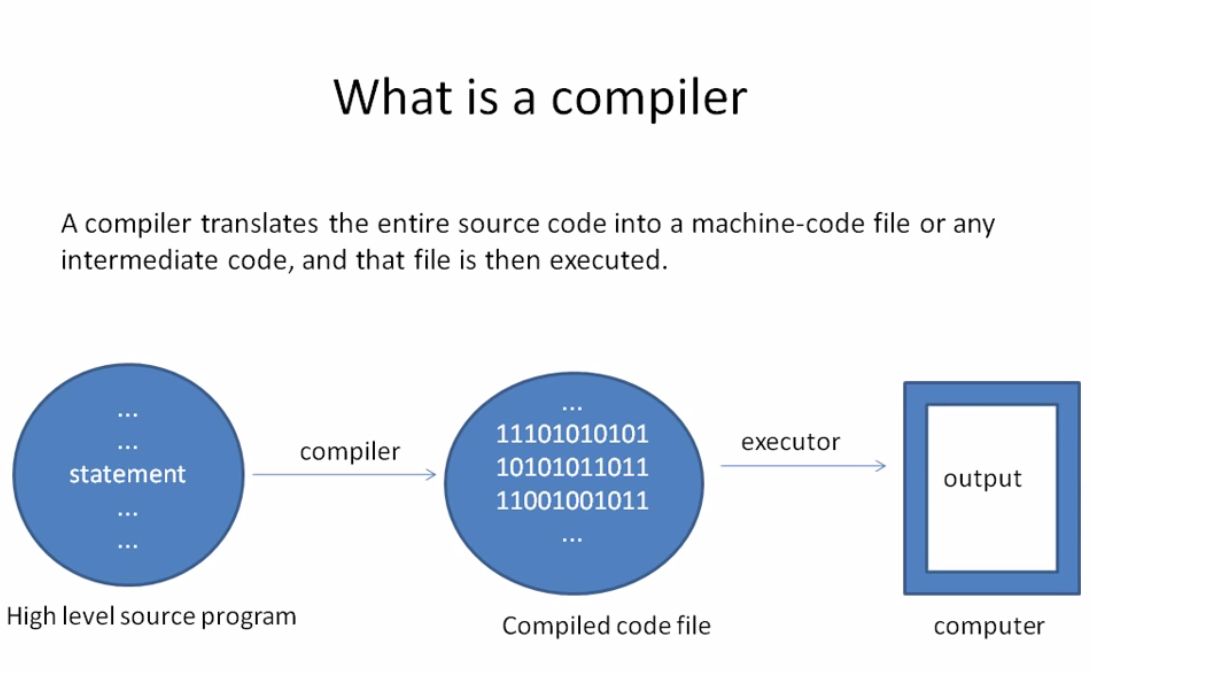 What is a compiler
A compiler translates the entire source code into a machine-code file or any
intermediate code, and that file is then executed.
...
...
statement
...
...
High level source program
compiler
...
11101010101
10101011011
11001001011
...
Compiled code file
executor
output
computer